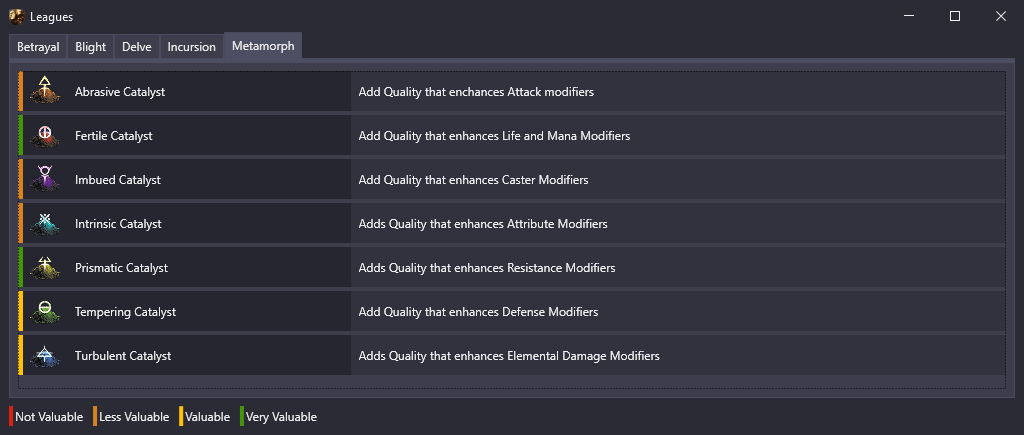 Leagues
Betrayal Blight Delve Incursion Metamorph
Abrasive Catalyst Add Quality that enchances Attack modifiers
Fertile Catalyst Add Quality that enhances Life and Mana Modifiers
Imbued Catalyst Add Quality that enhances Caster Modifiers
Intrinsic Catalyst Adds Quality that enhances Attribute Modifiers
Prismatic Catalyst Adds Quality that enhances Resistance Modifiers
Tempering Catalyst Add Quality that enhances Defense Modifiers
Turbulent Catalyst Adds Quality that enhances Elemental Damage Modifiers
Not Valuable Less Valuable Valuable Very Valuable